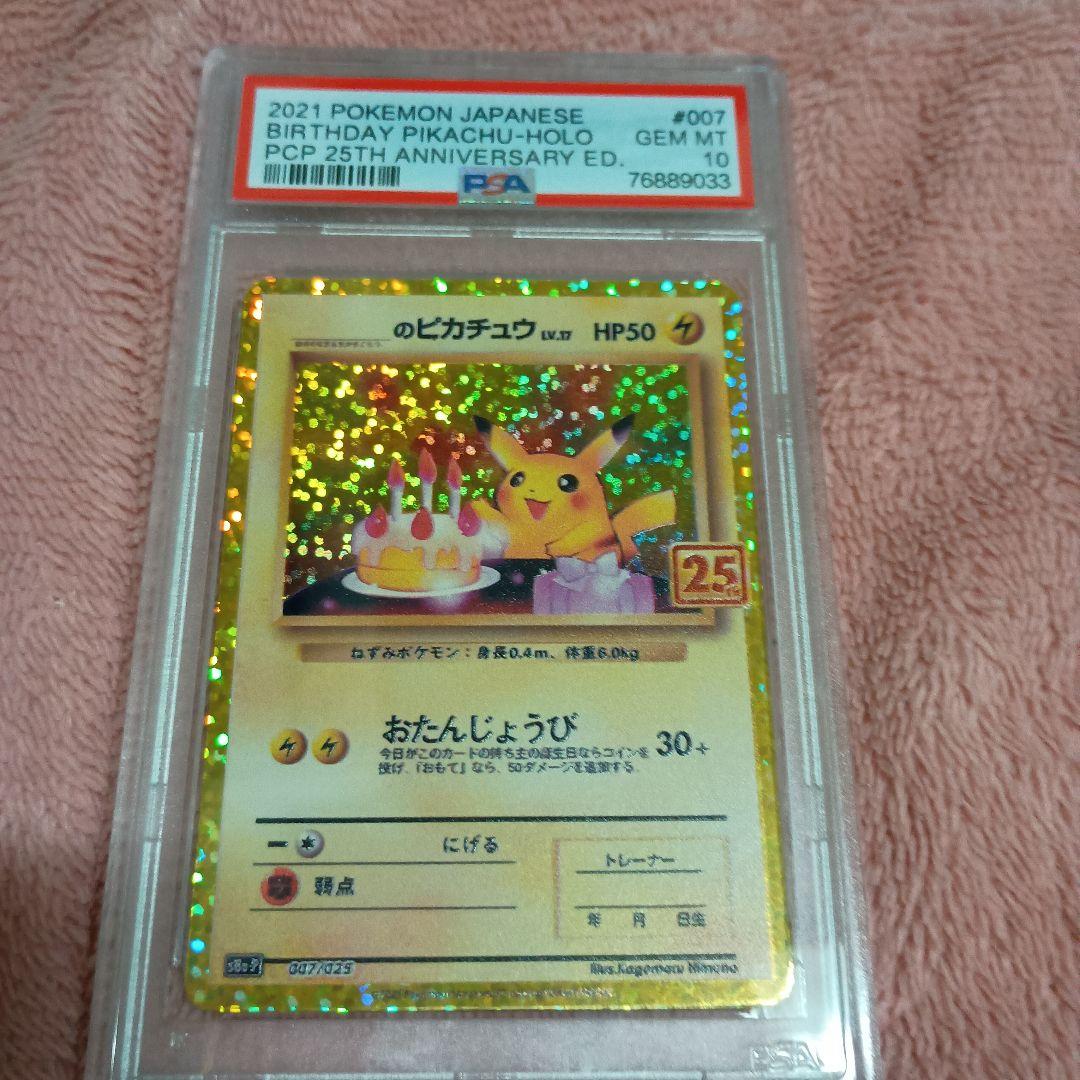 2021 POKEMON JAPANESE #007
BIRTHDAY PIKACHU-HOLO GEM MT
PCP 25TH ANNIVERSARY ED. 10
PSA 76889033
のピカチュウ LV.17 HP50
25th
ねずみポケモン：身長0.4m、体重6.0kg
おたんじょうび 30+
今日がこのカードの持ち主の誕生日ならコインを
投げ、「おもて」なら、50ダメージを追加する。
にげる
弱点
トレーナー
年 月 日生
007/025
Illus.Kagemaru Himeno
PSA